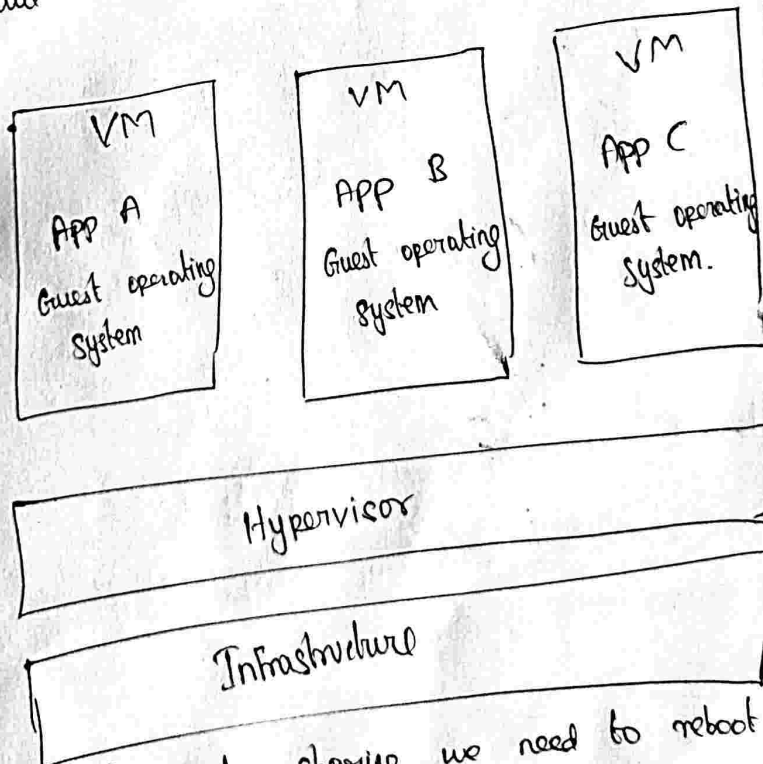 VM
App A
Guest operating
system
VM
App B
Guest operating
system
VM
App C
Guest operating
system.
Hypervisor
Infrastructure
we need to reboot